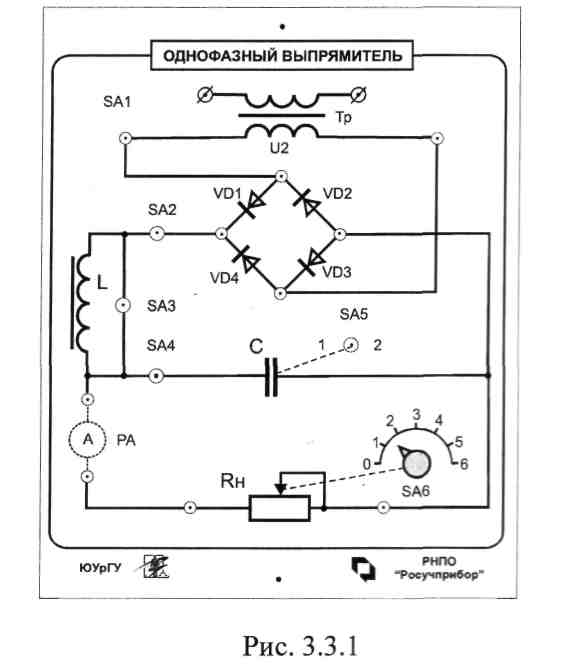 ОДНОФАЗНЫЙ ВЫПРЯМИТЕЛЬ
SA1
Тр
U2
VD1
VD2
SA2
VD4
VD3
L
SA3
SA5
SA4
C
1
2
A
PA
0
1
2
3
4
5
6
Rн
SA6
ЮУрГУ
РНПО
"Росучприбор"
Рис. 3.3.1